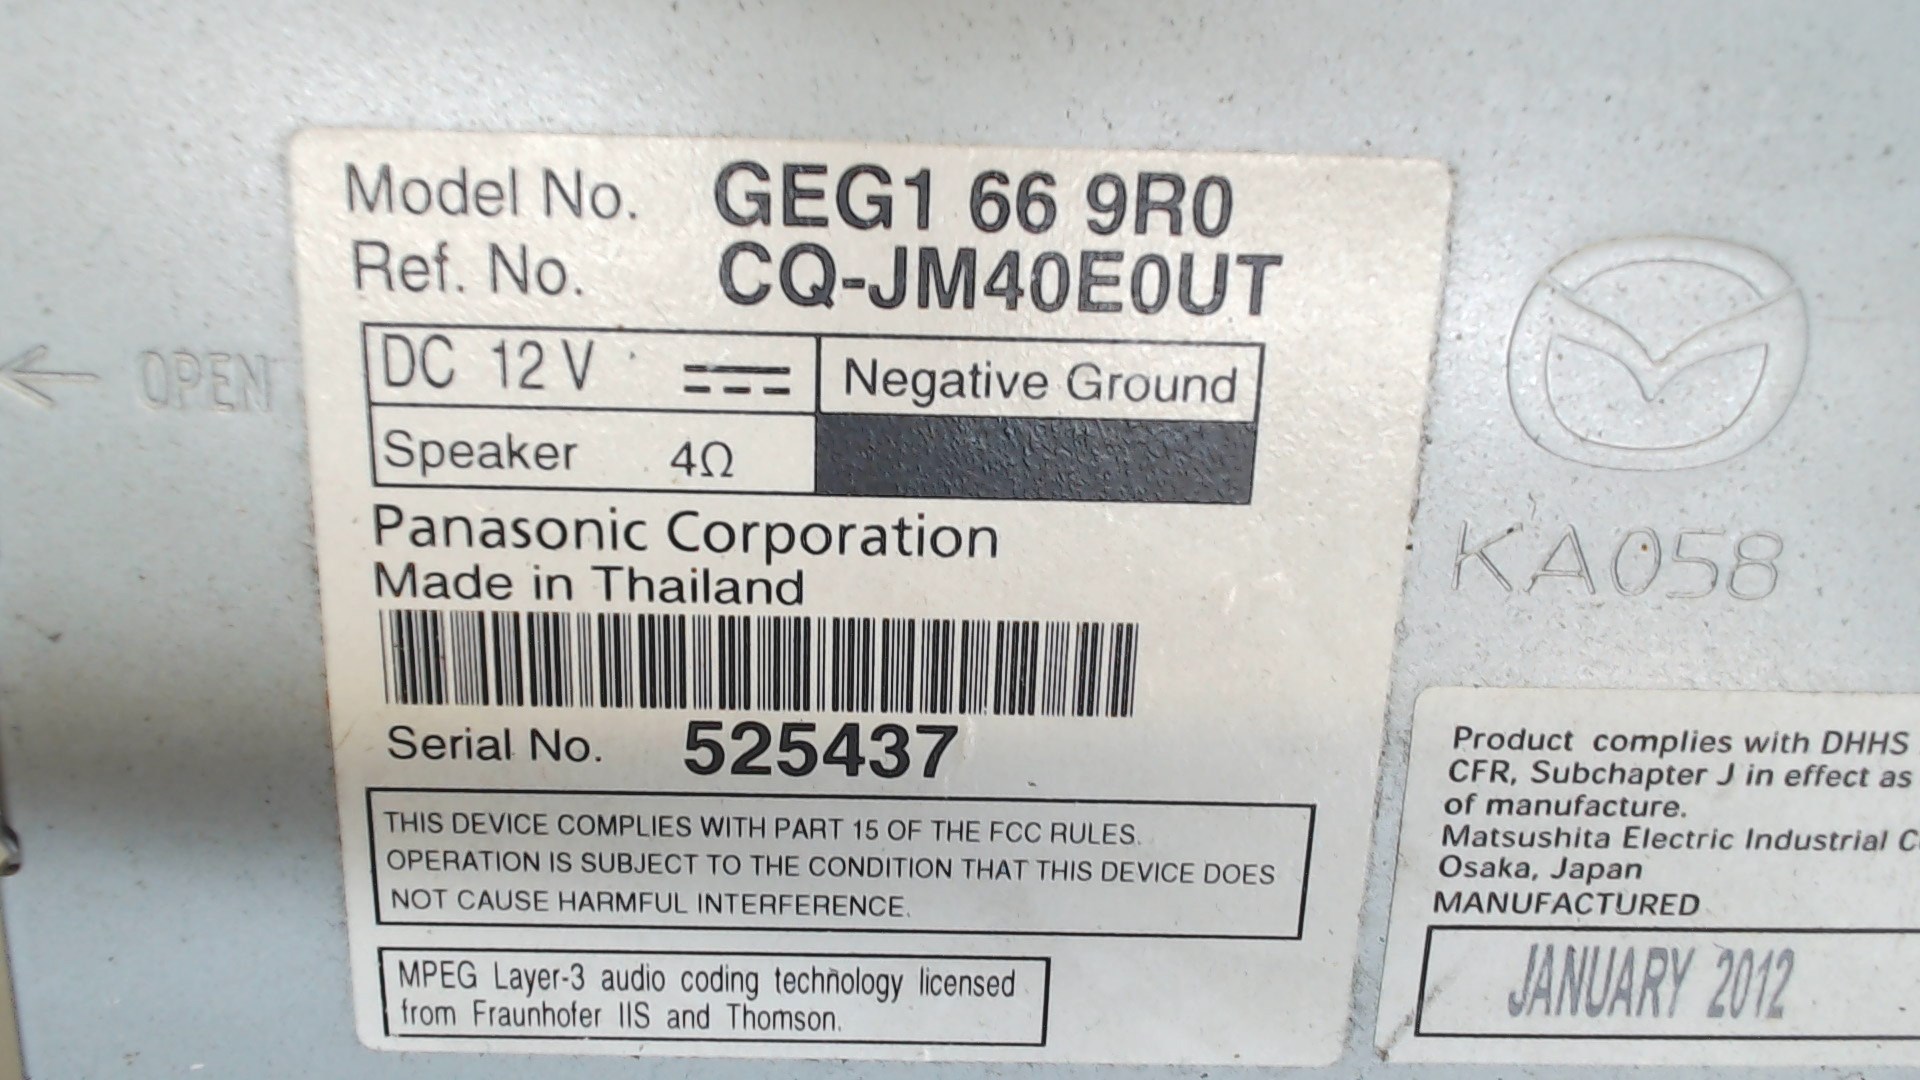 Model No. GEG1 66 9R0
Ref. No. CQ-JM40E0UT
← OPEN
DC 12 V
Negative Ground
Speaker 4Ω
Panasonic Corporation
Made in Thailand
KA058
Serial No. 525437
THIS DEVICE COMPLIES WITH PART 15 OF THE FCC RULES.
OPERATION IS SUBJECT TO THE CONDITION THAT THIS DEVICE DOES
NOT CAUSE HARMFUL INTERFERENCE.
MPEG Layer-3 audio coding technology licensed
from Fraunhofer IIS and Thomson.
Product complies with DHHS
CFR, Subchapter J in effect as
of manufacture.
Matsushita Electric Industrial
Osaka, Japan
MANUFACTURED
JANUARY 2012